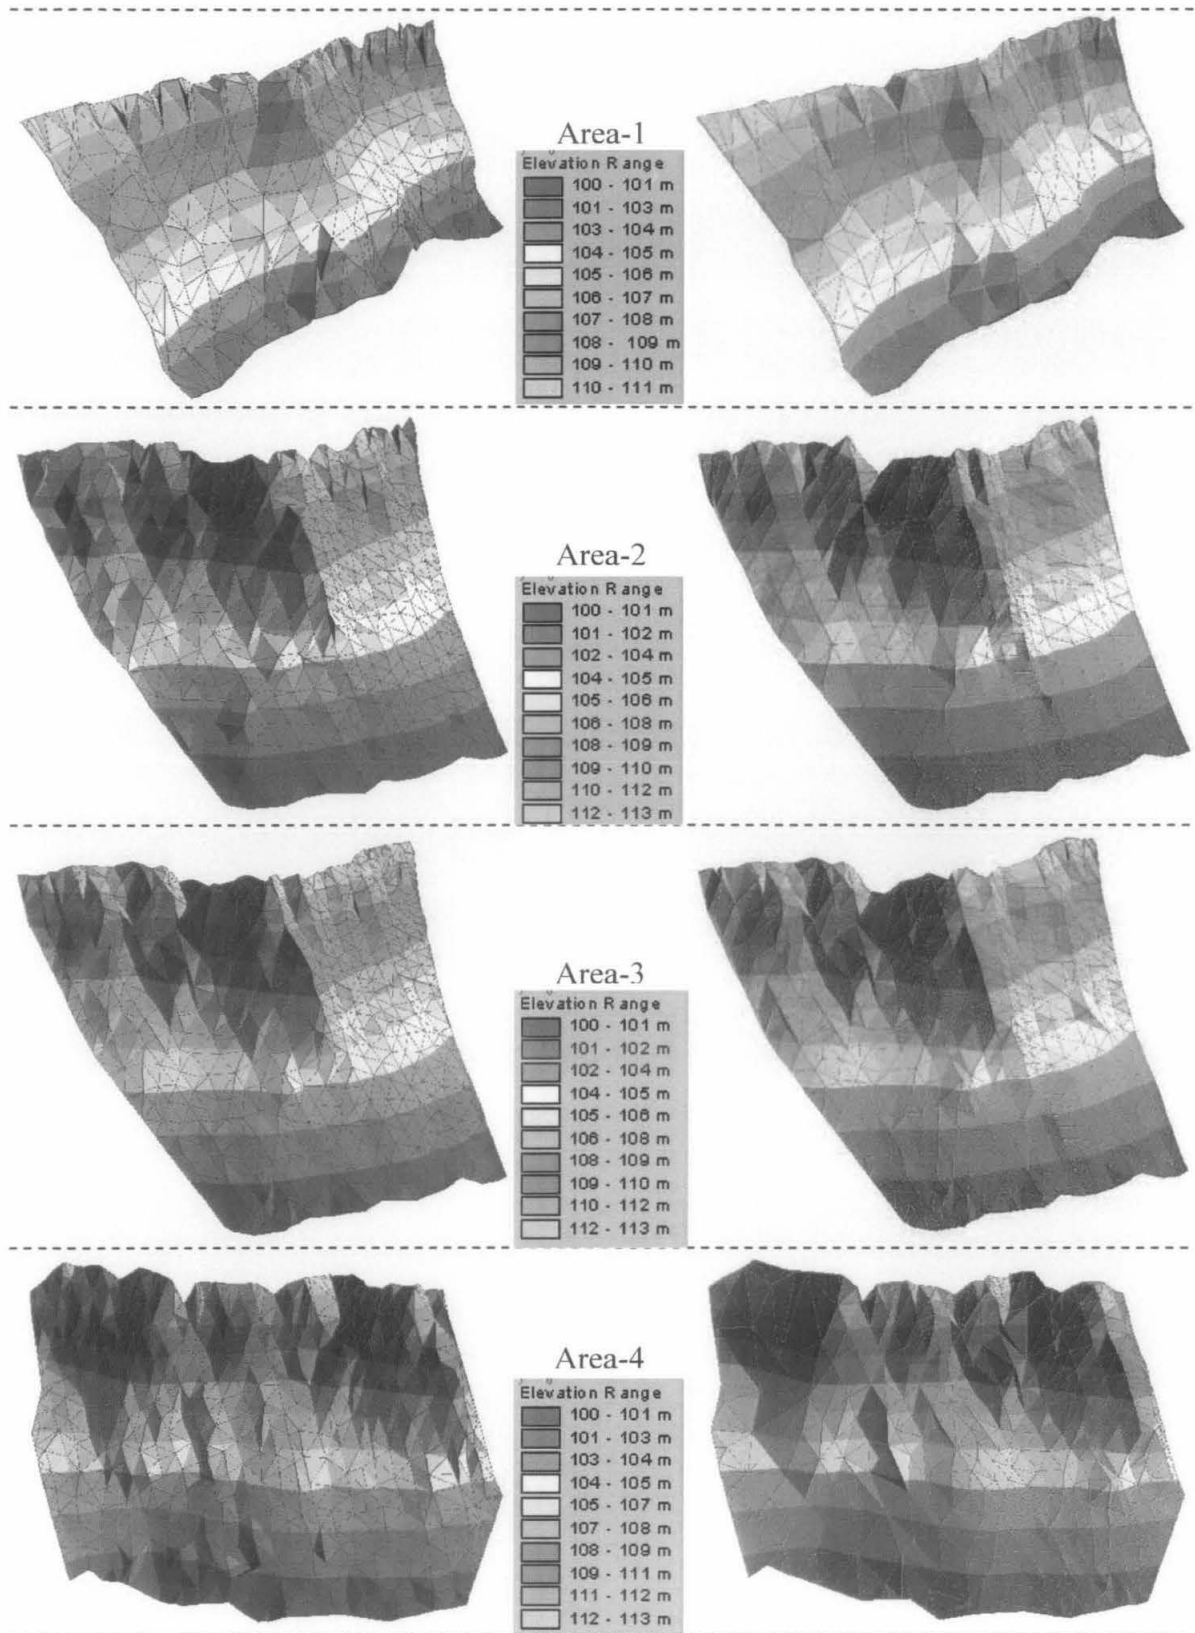 Area-1
Elevation Range
100 - 101 m
101 - 103 m
103 - 104 m
104 - 105 m
105 - 106 m
106 - 107 m
107 - 108 m
108 - 109 m
109 - 110 m
110 - 111 m
Area-2
Elevation Range
100 - 101 m
101 - 102 m
102 - 104 m
104 - 105 m
105 - 106 m
106 - 108 m
108 - 109 m
109 - 110 m
110 - 112 m
112 - 113 m
Area-3
Elevation Range
100 - 101 m
101 - 102 m
102 - 104 m
104 - 105 m
105 - 106 m
106 - 108 m
108 - 109 m
109 - 110 m
110 - 112 m
112 - 113 m
Area-4
Elevation Range
100 - 101 m
101 - 103 m
103 - 104 m
104 - 105 m
105 - 107 m
107 - 108 m
108 - 109 m
109 - 111 m
111 - 112 m
112 - 113 m